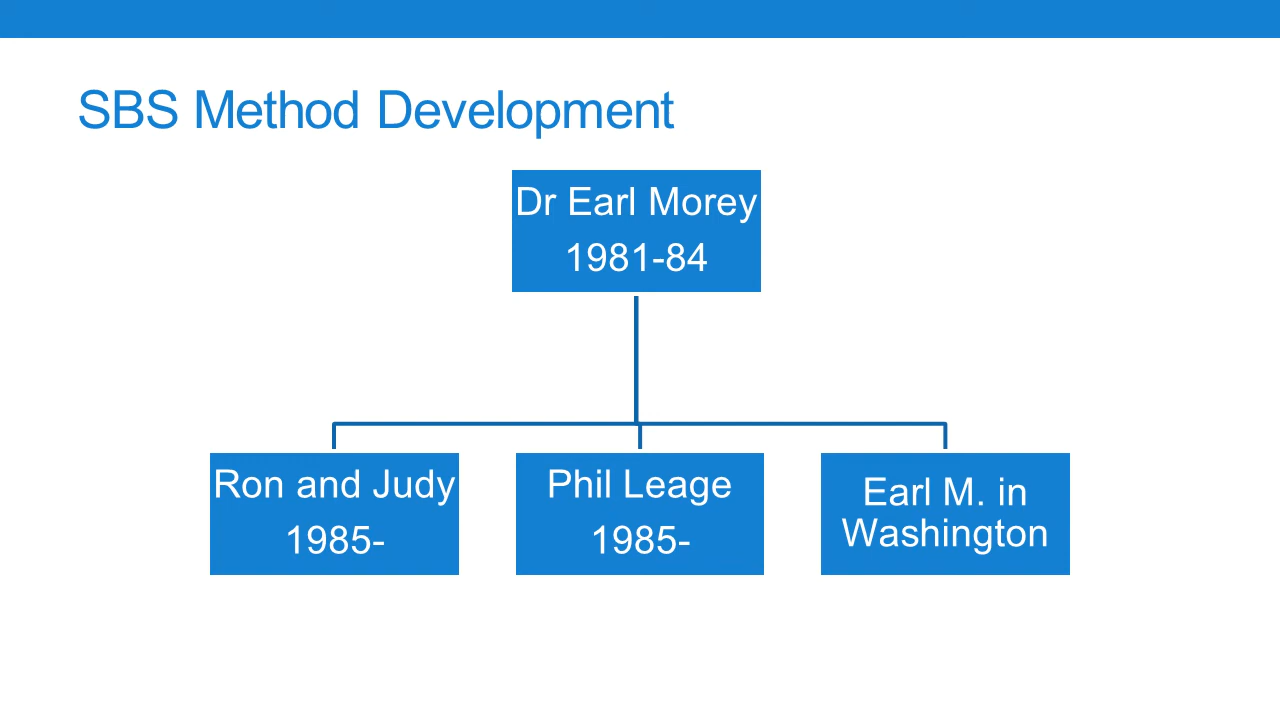 SBS Method Development
Dr Earl Morey
1981-84
Ron and Judy
1985-
Phil Leage
1985-
Earl M. in
Washington